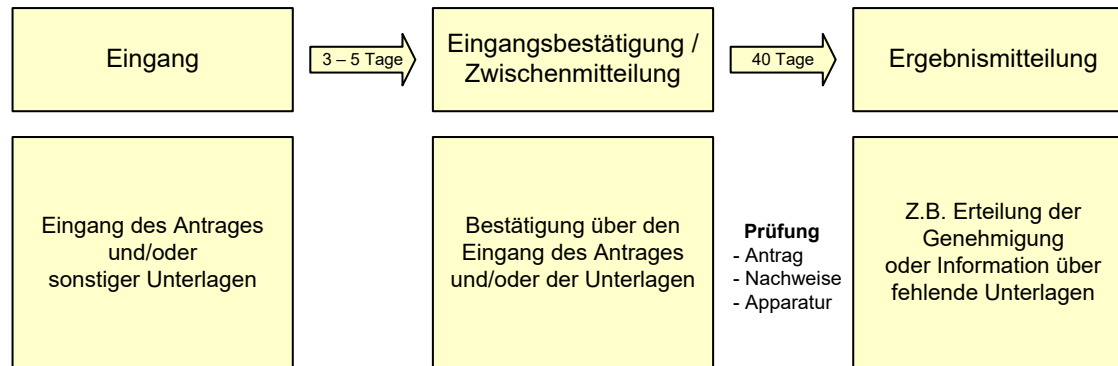 Eingang
3 – 5 Tage
Eingangsbestätigung /
Zwischenmitteilung
40 Tage
Ergebnismitteilung
Eingang des Antrages
und/oder
sonstiger Unterlagen
Bestätigung über den
Eingang des Antrages
und/oder der Unterlagen
Prüfung
- Antrag
- Nachweise
- Apparatur
Z.B. Erteilung der
Genehmigung
oder Information über
fehlende Unterlagen